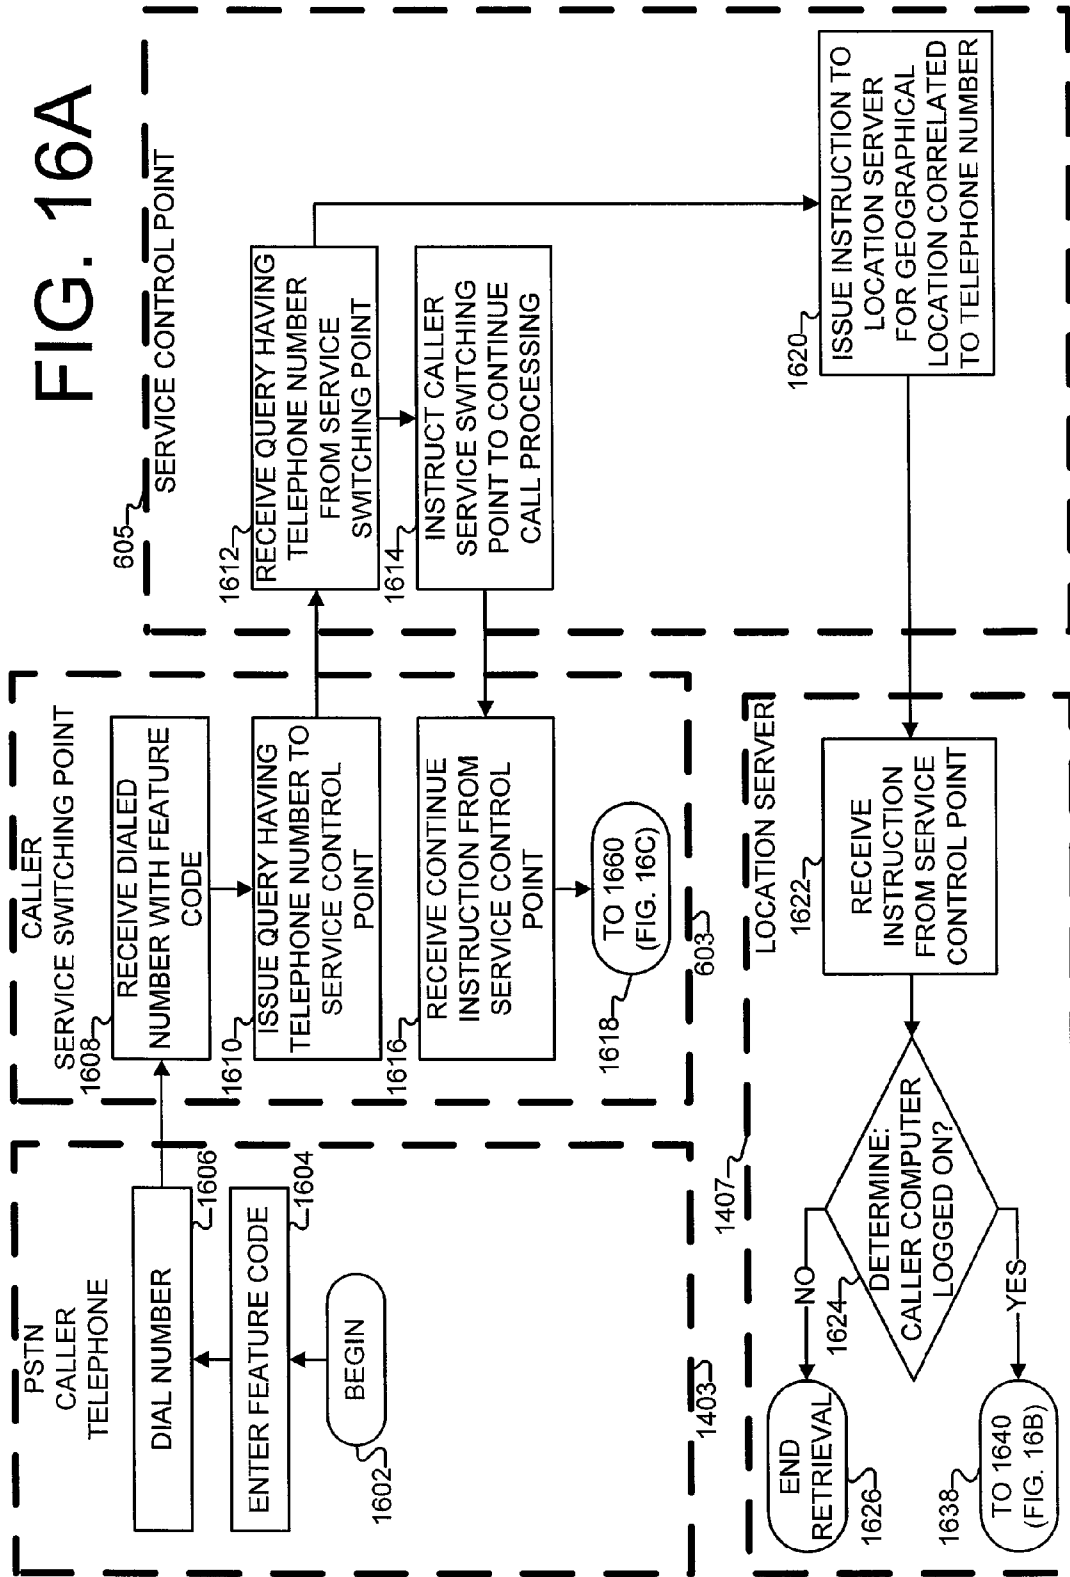 FIG. 16A
PSTN
CALLER
TELEPHONE
DIAL NUMBER
1606
ENTER FEATURE CODE
1604
BEGIN
1602
1403
CALLER
SERVICE SWITCHING POINT
1608
RECEIVE DIALED
NUMBER WITH FEATURE
CODE
1610
ISSUE QUERY HAVING
TELEPHONE NUMBER TO
SERVICE CONTROL
POINT
1616
RECEIVE CONTINUE
INSTRUCTION FROM
SERVICE CONTROL
POINT
1618
TO 1660
(FIG. 16C)
603
605
SERVICE CONTROL POINT
1612
RECEIVE QUERY HAVING
TELEPHONE NUMBER
FROM SERVICE
SWITCHING POINT
1614
INSTRUCT CALLER
SERVICE SWITCHING
POINT TO CONTINUE
CALL PROCESSING
1620
ISSUE INSTRUCTION TO
LOCATION SERVER
FOR GEOGRAPHICAL
LOCATION CORRELATED
TO TELEPHONE NUMBER
1407
LOCATION SERVER
1622
RECEIVE
INSTRUCTION
FROM SERVICE
CONTROL POINT
1624
DETERMINE:
CALLER COMPUTER
LOGGED ON?
NO
YES
END
RETRIEVAL
1626
1638
TO 1640
(FIG. 16B)